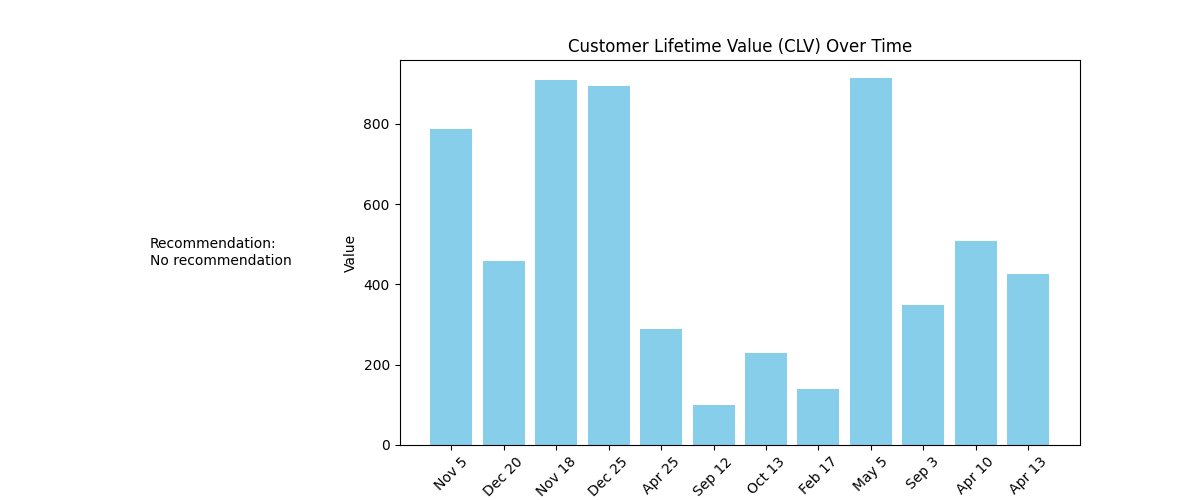 Customer Lifetime Value (CLV) Over Time
Recommendation:
No recommendation
Value
800
600
400
200
0
Nov 5
Dec 20
Nov 18
Dec 25
Apr 25
Sep 12
Oct 13
Feb 17
May 5
Sep 3
Apr 10
Apr 13